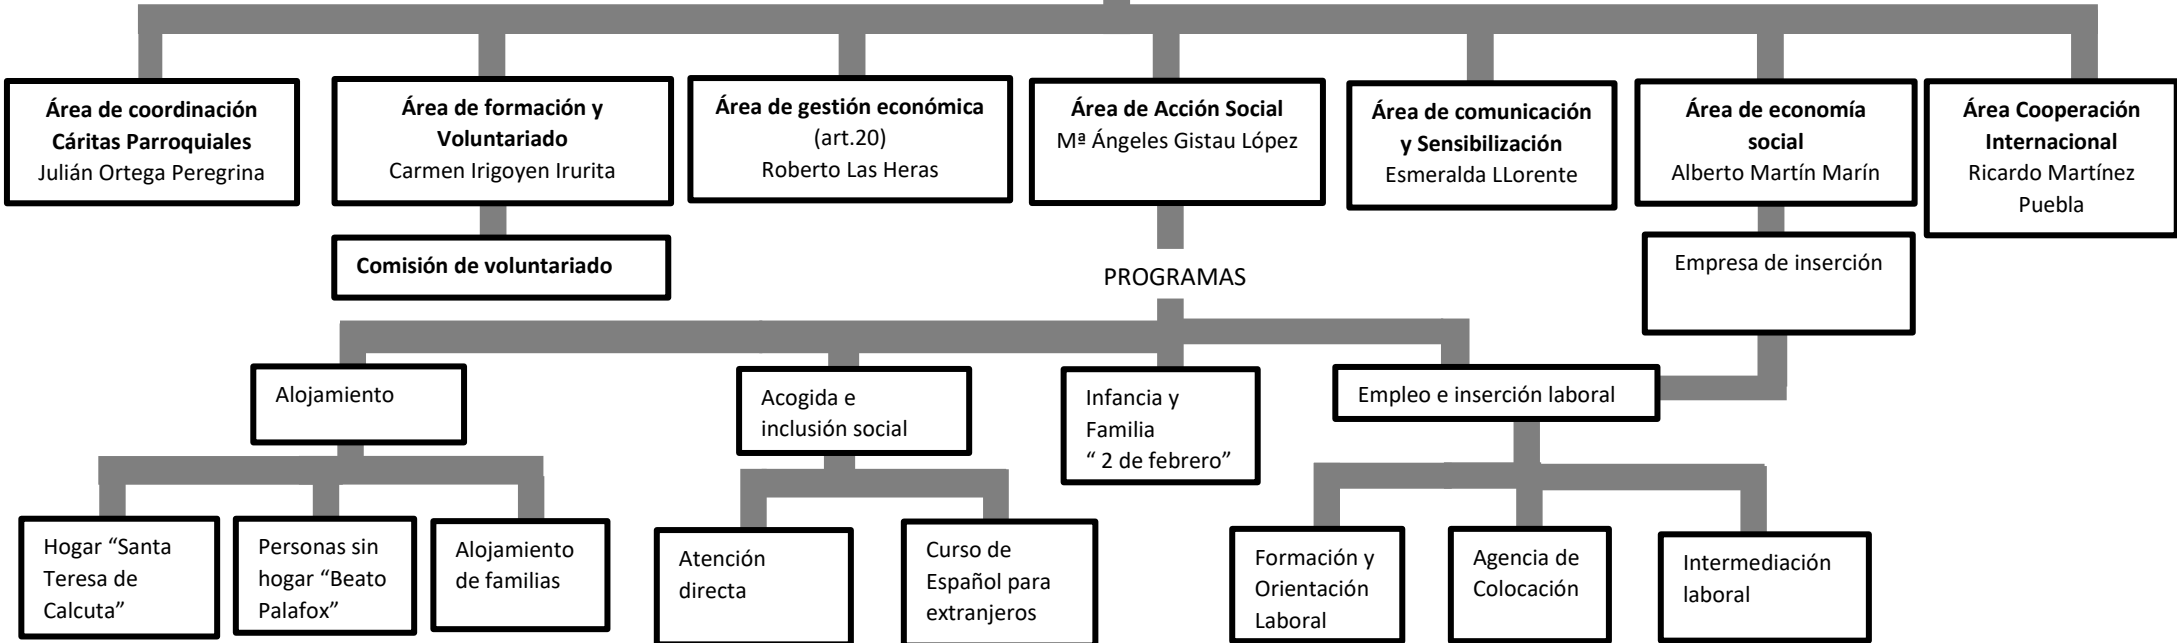 Área de coordinación
Cáritas Parroquiales
Julián Ortega Peregrina
Área de formación y
Voluntariado
Carmen Irigoyen Irurita
Área de gestión económica
(art.20)
Roberto Las Heras
Área de Acción Social
Mª Ángeles Gistau López
Área de comunicación
y Sensibilización
Esmeralda LLorente
Área de economía
social
Alberto Martín Marín
Área Cooperación
Internacional
Ricardo Martínez
Puebla
Comisión de voluntariado
PROGRAMAS
Empresa de inserción
Alojamiento
Acogida e
inclusión social
Infancia y
Familia
“ 2 de febrero”
Empleo e inserción laboral
Hogar “Santa
Teresa de
Calcuta”
Personas sin
hogar “Beato
Palafox”
Alojamiento
de familias
Atención
directa
Curso de
Español para
extranjeros
Formación y
Orientación
Laboral
Agencia de
Colocación
Intermediación
laboral